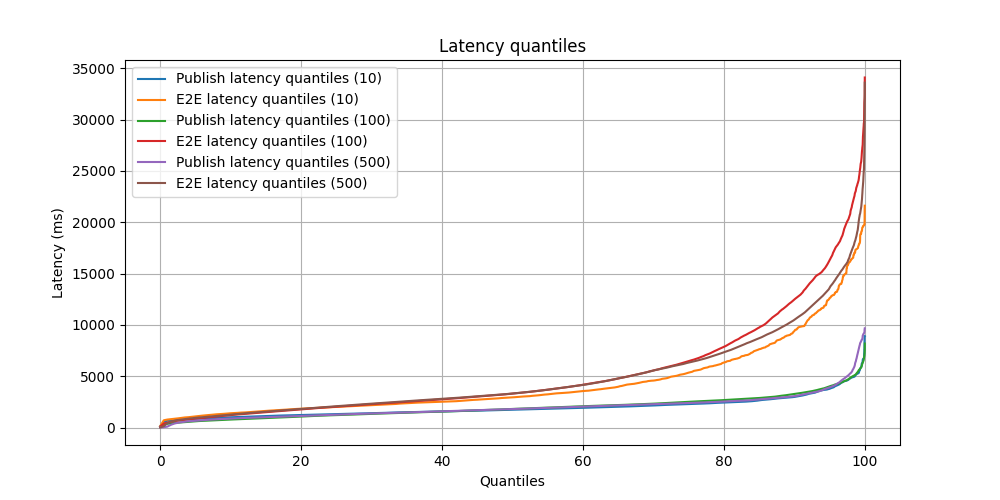 Latency quantiles
35000
30000
25000
20000
15000
10000
5000
0
Latency (ms)
Publish latency quantiles (10)
E2E latency quantiles (10)
Publish latency quantiles (100)
E2E latency quantiles (100)
Publish latency quantiles (500)
E2E latency quantiles (500)
0 20 40 60 80 100
Quantiles